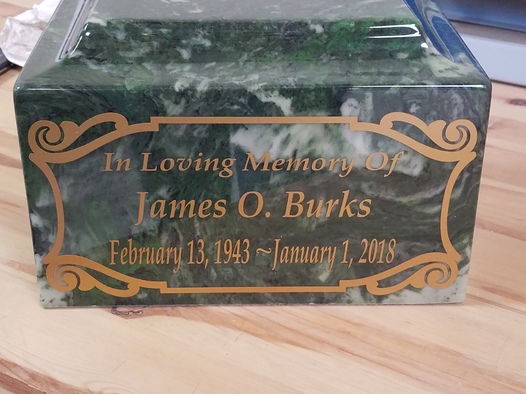 In Loving Memory Of
James O. Burks
February 13, 1943 ~January 1, 2018